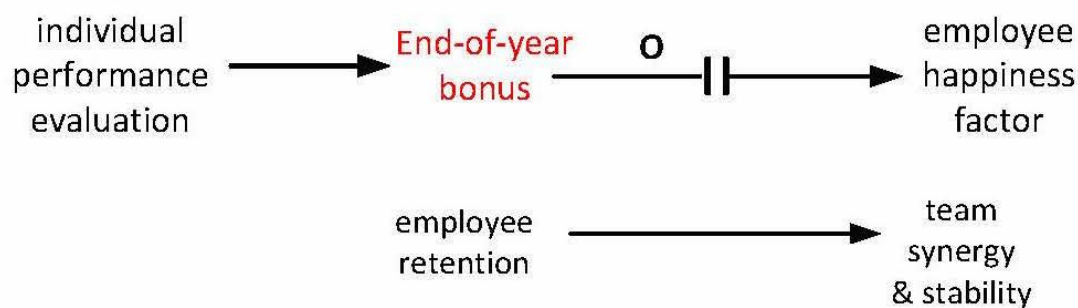 individual
performance
evaluation
End-of-year
bonus
O
employee
happiness
factor
employee
retention
team
synergy
& stability